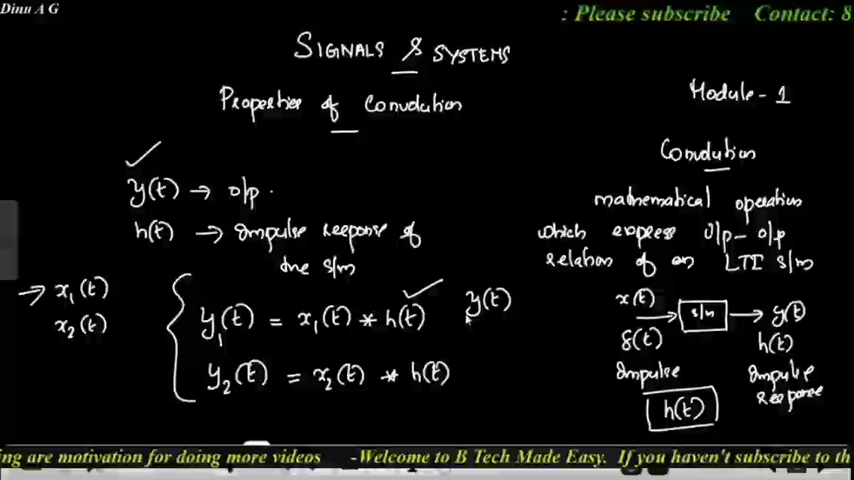 Dinu A G
: Please subscribe Contact: 8
SIGNALS & SYSTEMS
Properties of Convolution
y(t) → o/p.
h(t) → Impulse Response of
the s/m
→ x₁(t)
x₂(t)
y₁(t) = x₁(t) * h(t)
y(t)
y₂(t) = x₂(t) * h(t)
Module - 1
Convolution
mathematical operation
which express i/p - o/p
relation of an LTI s/m
x(t) → s/m → y(t)
δ(t) h(t)
Impulse Impulse
response
h(t)
ing are motivation for doing more videos -Welcome to B Tech Made Easy. If you haven't subscribe to th